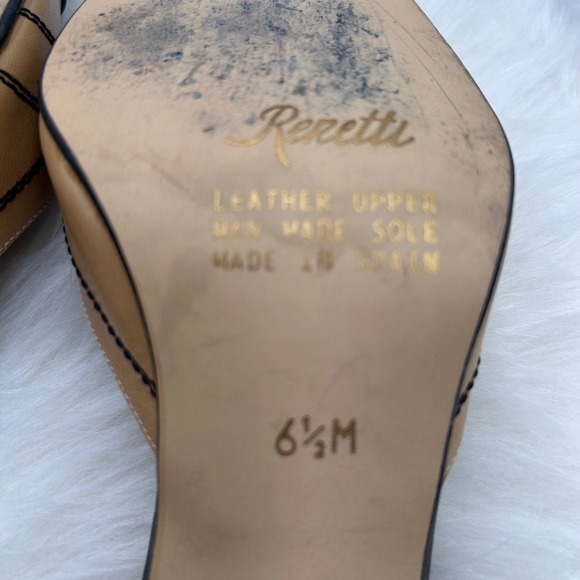 Renetti
LEATHER UPPER
MAN MADE SOLE
MADE IN SPAIN
6½M